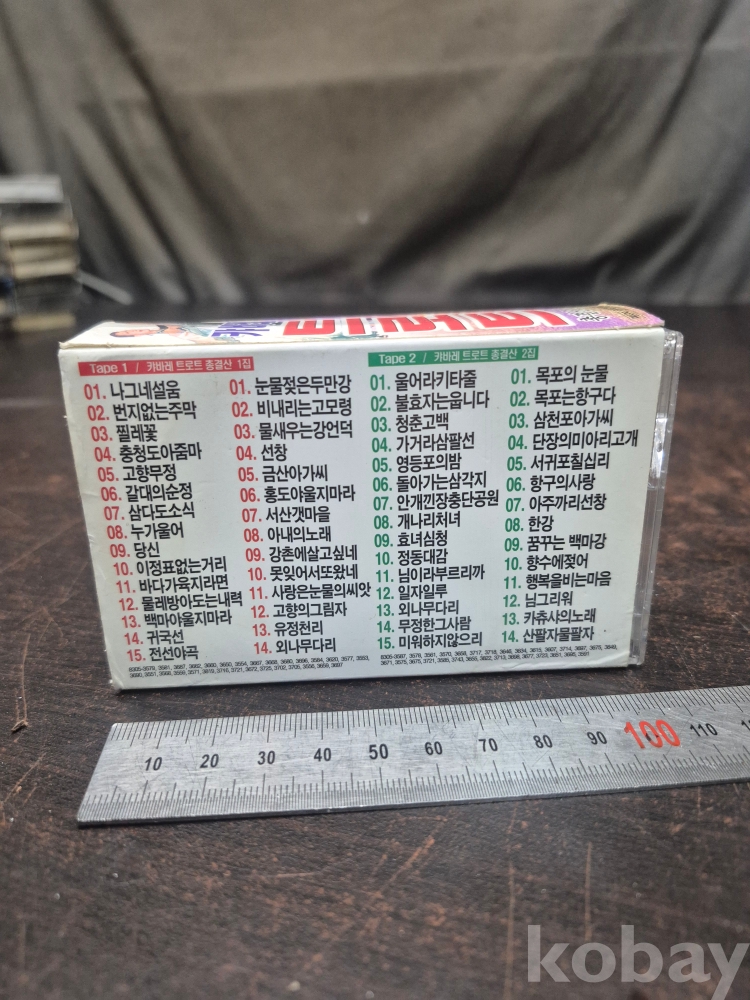 Tape 1 / 카바레 트로트 총결산 1집
01. 나그네설움
02. 번지없는주막
03. 찔레꽃
04. 충청도아줌마
05. 고향무정
06. 갈대의순정
07. 삼다도소식
08. 누가울어
09. 당신
10. 이정표없는거리
11. 바다가육지라면
12. 물레방아도는내력
13. 백마야울지마라
14. 귀국선
15. 전선야곡
01. 눈물젖은두만강
02. 비내리는고모령
03. 물새우는강언덕
04. 선창
05. 금산아가씨
06. 홍도야울지마라
07. 서산갯마을
08. 아내의노래
09. 강촌에살고싶네
10. 못잊어서또왔네
11. 사랑은눈물의씨앗
12. 고향의그림자
13. 유정천리
14. 외나무다리
Tape 2 / 카바레 트로트 총결산 2집
01. 울어라키타줄
02. 불효자는웁니다
03. 청춘고백
04. 가거라삼팔선
05. 영등포의밤
06. 돌아가는삼각지
07. 안개낀장충단공원
08. 개나리처녀
09. 효녀심청
10. 정동대감
11. 님이라부르리까
12. 일자일루
13. 외나무다리
14. 무정한그사람
15. 미워하지않으리
01. 목포의 눈물
02. 목포는항구다
03. 삼천포아가씨
04. 단장의미아리고개
05. 서귀포칠십리
06. 항구의사랑
07. 아주까리선창
08. 한강
09. 꿈꾸는 백마강
10. 향수에젖어
11. 행복을비는마음
12. 님그리워
13. 카츄샤의노래
14. 산팔자물팔자
10 20 30 40 50 60 70 80 90 100 110
kobay